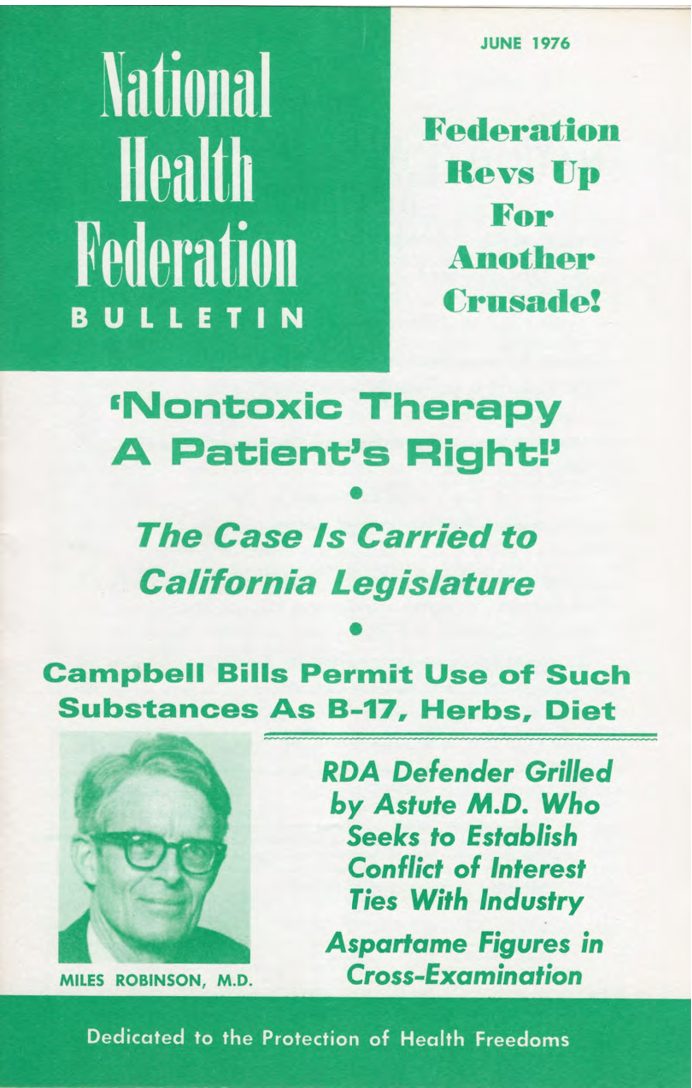 National
Health
Federation
BULLETIN
JUNE 1976
Federation
Revs Up
For
Another
Crusade!
‘Nontoxic Therapy
A Patient’s Right!’
•
The Case Is Carried to
California Legislature
•
Campbell Bills Permit Use of Such
Substances As B-17, Herbs, Diet
MILES ROBINSON, M.D.
RDA Defender Grilled
by Astute M.D. Who
Seeks to Establish
Conflict of Interest
Ties With Industry
Aspartame Figures in
Cross-Examination
Dedicated to the Protection of Health Freedoms